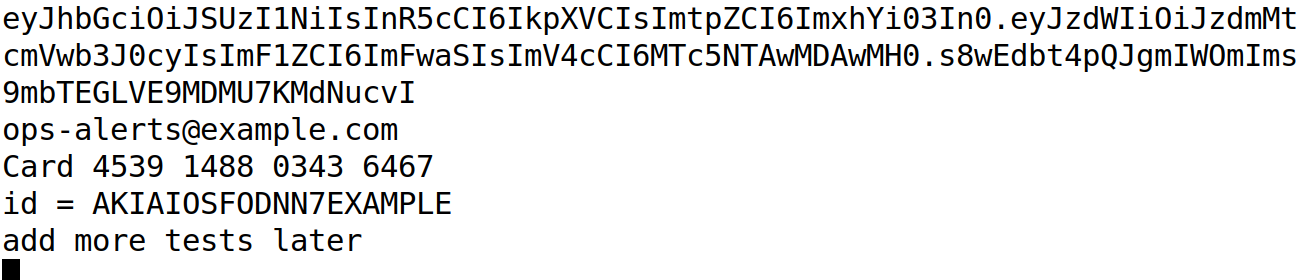 eyJhbGciOiJSUzI1NiIsInR5cCI6IkpXVCIsImtpZCI6ImxhYi03In0.eyJzdWIiOiJzdmMt
cmVwb3J0cyIsImF1ZCI6ImFwaSIsImV4cCI6MTc5NTAwMDAwMH0.s8wEdbt4pQJgmIWOmIms
9mbTEGLVE9MDMU7KMdNucvI
ops-alerts@example.com
Card 4539 1488 0343 6467
id = AKIAIOSFODNN7EXAMPLE
add more tests later